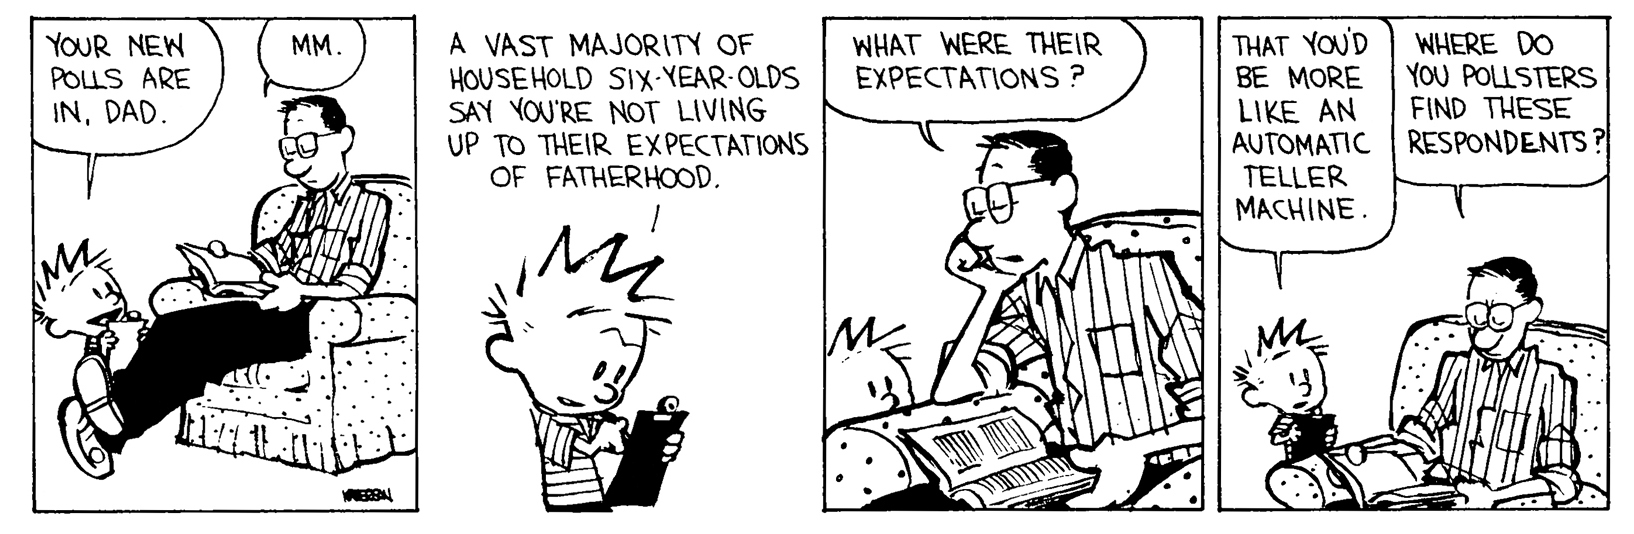 YOUR NEW
POLLS ARE
IN, DAD.
MM.
WATTERSON
A VAST MAJORITY OF
HOUSEHOLD SIX-YEAR-OLDS
SAY YOU'RE NOT LIVING
UP TO THEIR EXPECTATIONS
OF FATHERHOOD.
WHAT WERE THEIR
EXPECTATIONS?
THAT YOU'D
BE MORE
LIKE AN
AUTOMATIC
TELLER
MACHINE.
WHERE DO
YOU POLLSTERS
FIND THESE
RESPONDENTS?